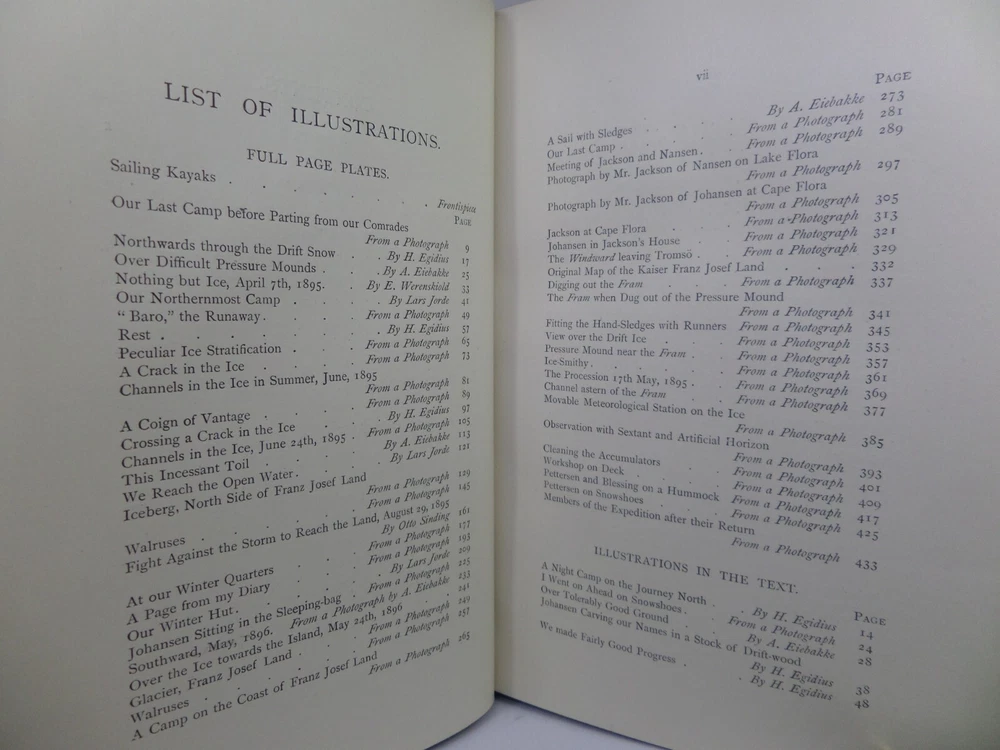 LIST OF ILLUSTRATIONS.
FULL PAGE PLATES.
Sailing Kayaks . . . . . . Frontispiece
PAGE
Our Last Camp before Parting from our Comrades
From a Photograph 9
Northwards through the Drift Snow . By H. Egidius 17
Over Difficult Pressure Mounds . . By A. Eiebakke 25
Nothing but Ice, April 7th, 1895. . By E. Werenskiold 33
Our Northernmost Camp . . . By Lars Jorde 41
" Baro," the Runaway. . . From a Photograph 49
Rest . . . . . . By H. Egidius 57
Peculiar Ice Stratification . . From a Photograph 65
A Crack in the Ice . . . From a Photograph 73
Channels in the Ice in Summer, June, 1895
From a Photograph 81
A Coign of Vantage . . . From a Photograph 89
Crossing a Crack in the Ice . . By H. Egidius 97
Channels in the Ice, June 24th, 1895 . From a Photograph 105
This Incessant Toil . . . By A. Eiebakke 113
We Reach the Open Water. . . By Lars Jorde 121
Iceberg, North Side of Franz Josef Land
From a Photograph 129
Walruses . . . . From a Photograph 145
Fight Against the Storm to Reach the Land, August 29, 1895
By Otto Sinding 161
At our Winter Quarters . . From a Photograph 177
A Page from my Diary . . From a Photograph 193
Our Winter Hut. . . . By Lars Jorde 209
Johansen Sitting in the Sleeping-bag . From a Photograph 225
Southward, May, 1896. From a Photograph by A. Eiebakke 233
Over the Ice towards the Island, May 24th, 1896 . 241
Glacier, Franz Josef Land . . From a Photograph 249
Walruses . . . . From a Photograph 257
A Camp on the Coast of Franz Josef Land
From a Photograph 265
vii
PAGE
A Sail with Sledges . . . . By A. Eiebakke 273
Our Last Camp . . . . From a Photograph 281
Meeting of Jackson and Nansen. . From a Photograph 289
Photograph by Mr. Jackson of Nansen on Lake Flora
From a Photograph 297
Photograph by Mr. Jackson of Johansen at Cape Flora
From a Photograph 305
Jackson at Cape Flora . . From a Photograph 313
Johansen in Jackson's House . . From a Photograph 321
The Windward leaving Tromsö . . From a Photograph 329
Original Map of the Kaiser Franz Josef Land . . . 332
Digging out the Fram . . From a Photograph 337
The Fram when Dug out of the Pressure Mound
From a Photograph 341
Fitting the Hand-Sledges with Runners From a Photograph 345
View over the Drift Ice . . From a Photograph 353
Pressure Mound near the Fram . . From a Photograph 357
Ice-Smithy. . . . From a Photograph 361
The Procession 17th May, 1895 . . From a Photograph 369
Channel astern of the Fram . . From a Photograph 377
Movable Meteorological Station on the Ice
From a Photograph 385
Observation with Sextant and Artificial Horizon
From a Photograph 393
Cleaning the Accumulators . . From a Photograph 401
Workshop on Deck . . . From a Photograph 409
Pettersen and Blessing on a Hummock From a Photograph 417
Pettersen on Snowshoes . . From a Photograph 425
Members of the Expedition after their Return
From a Photograph 433
ILLUSTRATIONS IN THE TEXT.
PAGE
A Night Camp on the Journey North . . By H. Egidius 14
I Went on Ahead on Snowshoes . . From a Photograph 24
Over Tolerably Good Ground . . By A. Eiebakke 28
Johansen Carving our Names in a Stock of Drift-wood
By H. Egidius 38
We made Fairly Good Progress . . By H. Egidius 48